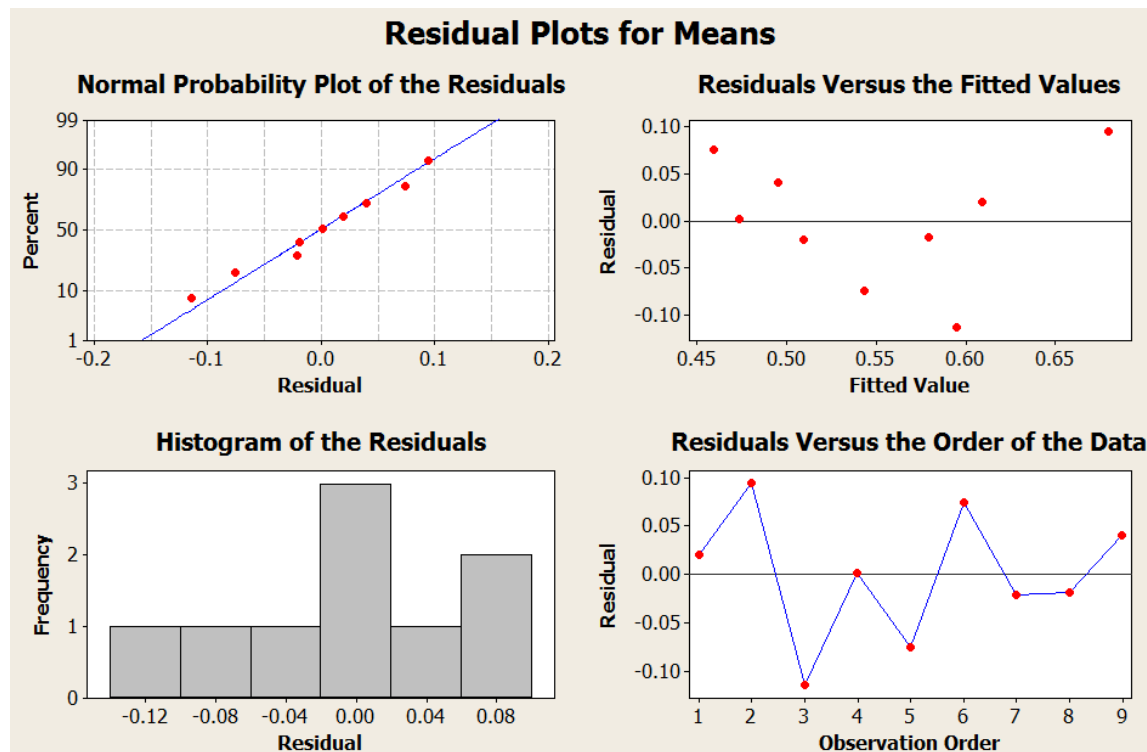 Residual Plots for Means
Normal Probability Plot of the Residuals
99
90
50
10
1
Percent
-0.2 -0.1 0.0 0.1 0.2
Residual
Residuals Versus the Fitted Values
0.10
0.05
0.00
-0.05
-0.10
Residual
0.45 0.50 0.55 0.60 0.65
Fitted Value
Histogram of the Residuals
3
2
1
0
Frequency
-0.12 -0.08 -0.04 0.00 0.04 0.08
Residual
Residuals Versus the Order of the Data
0.10
0.05
0.00
-0.05
-0.10
Residual
1 2 3 4 5 6 7 8 9
Observation Order